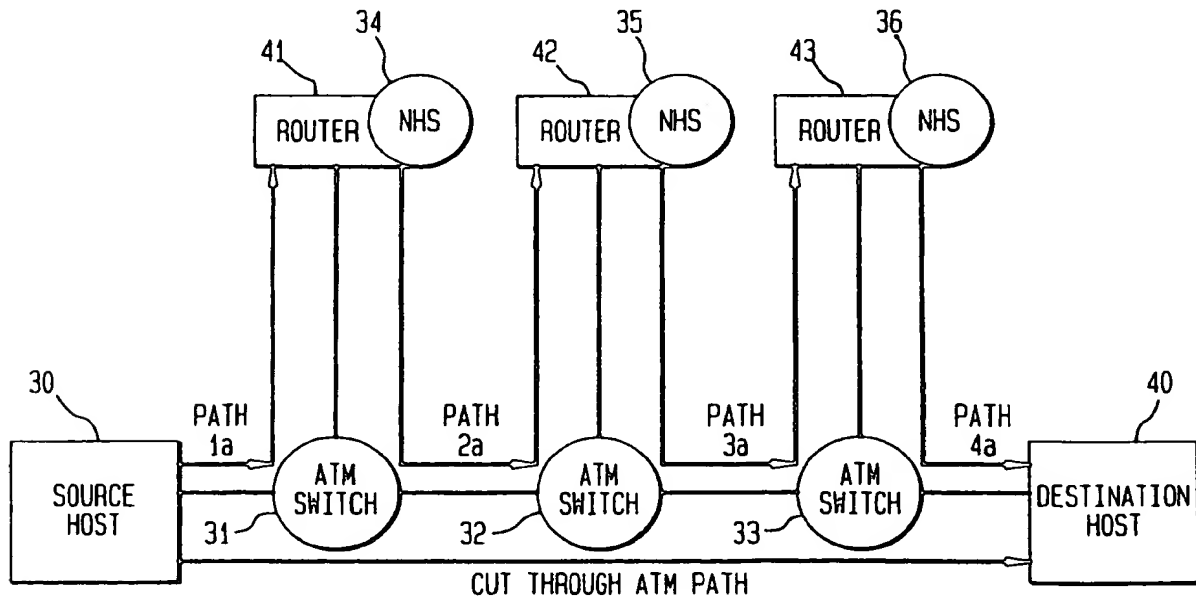 34
35
36
41
42
43
ROUTER
NHS
ROUTER
NHS
ROUTER
NHS
30
40
PATH
1a
PATH
2a
PATH
3a
PATH
4a
SOURCE
HOST
ATM
SWITCH
ATM
SWITCH
ATM
SWITCH
DESTINATION
HOST
31
32
33
CUT THROUGH ATM PATH